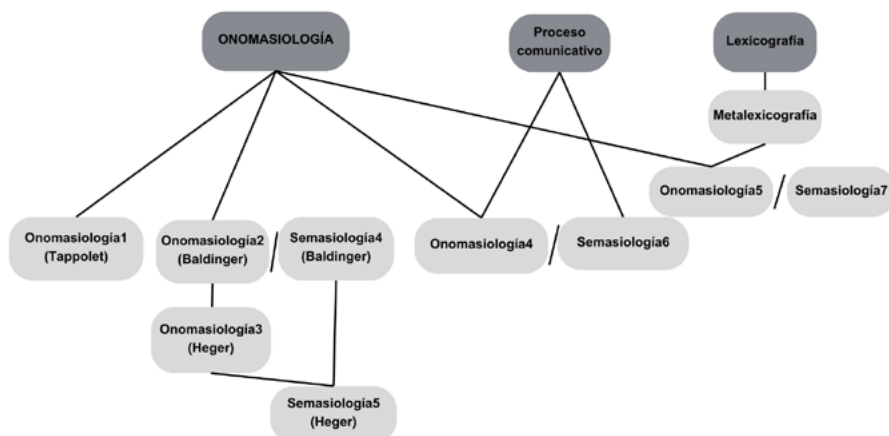 ONOMASIOLOGÍA
Proceso
comunicativo
Lexicografía
Metalexicografía
Onomasiología5
/
Semasiología7
Onomasiología1
(Tappolet)
Onomasiología2
(Baldinger)
/
Semasiología4
(Baldinger)
Onomasiología4
/
Semasiología6
Onomasiología3
(Heger)
Semasiología5
(Heger)